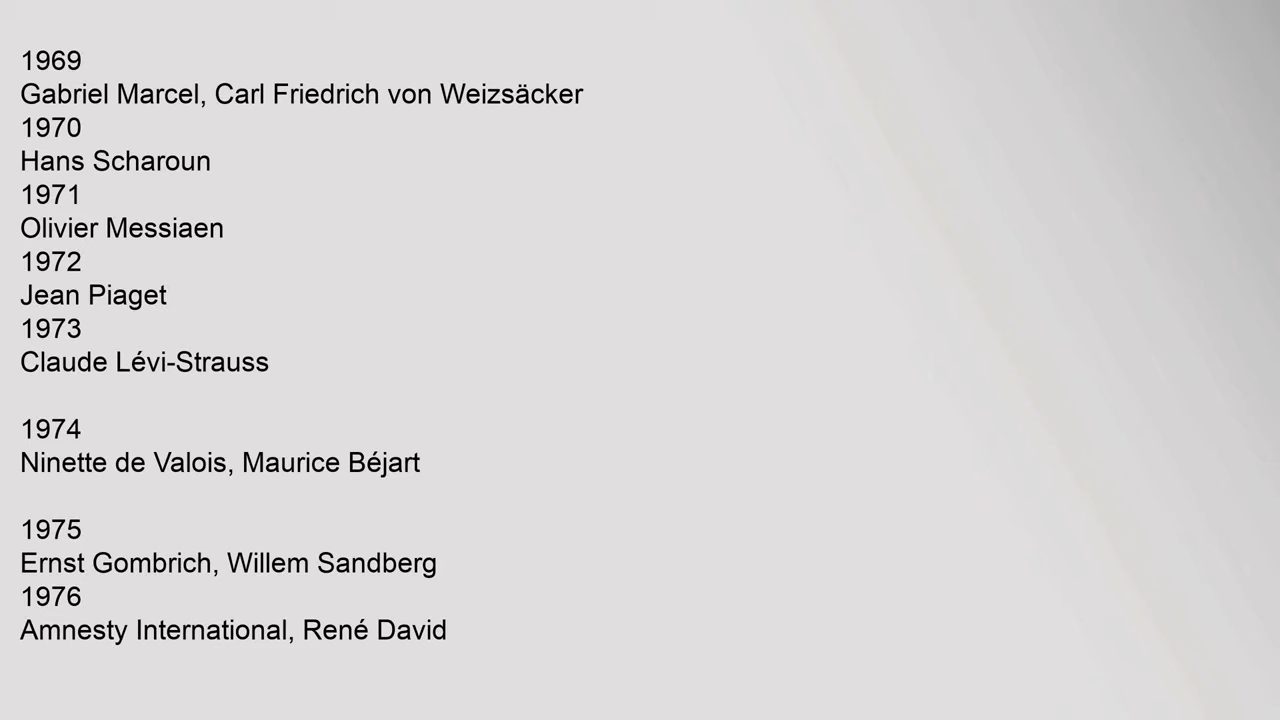 1969
Gabriel Marcel, Carl Friedrich von Weizsäcker
1970
Hans Scharoun
1971
Olivier Messiaen
1972
Jean Piaget
1973
Claude Lévi-Strauss
1974
Ninette de Valois, Maurice Béjart
1975
Ernst Gombrich, Willem Sandberg
1976
Amnesty International, René David